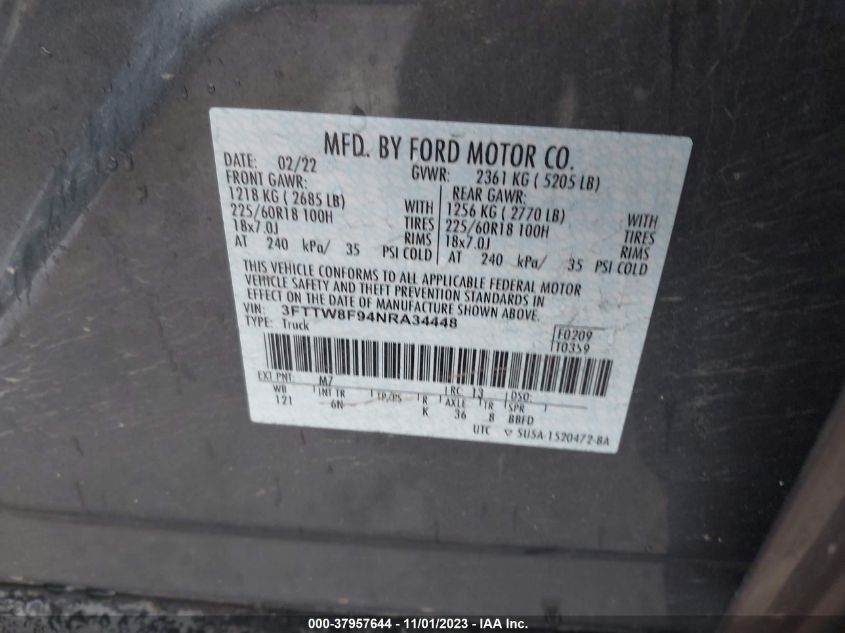 MFD. BY FORD MOTOR CO.
DATE: 02/22 GVWR: 2361 KG ( 5205 LB)
FRONT GAWR: REAR GAWR:
1218 KG ( 2685 LB) WITH 1256 KG ( 2770 LB) WITH
225/60R18 100H TIRES 225/60R18 100H TIRES
18x7.0J RIMS 18x7.0J RIMS
AT 240 kPa/ 35 PSI COLD AT 240 kPa/ 35 PSI COLD
THIS VEHICLE CONFORMS TO ALL APPLICABLE FEDERAL MOTOR
VEHICLE SAFETY AND THEFT PREVENTION STANDARDS IN
EFFECT ON THE DATE OF MANUFACTURE SHOWN ABOVE.
VIN: 3FTTW8F94NRA34448
TYPE: Truck F0209
T0359
EXT PNT: M7 RC: 13 DSO:
WB INT TR TP/PS R AXLE TR SPR
121 6N K 36 8 BBFD
UTC SU5A-1520472-BA
000-37957644 - 11/01/2023 - IAA Inc.